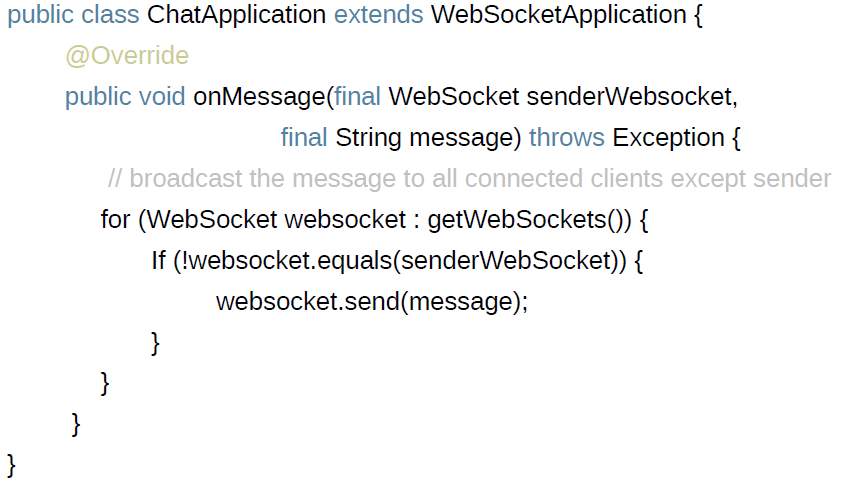 public class ChatApplication extends WebSocketApplication {
@Override
public void onMessage(final WebSocket senderWebsocket,
final String message) throws Exception {
// broadcast the message to all connected clients except sender
for (WebSocket websocket : getWebSockets()) {
If (!websocket.equals(senderWebSocket)) {
websocket.send(message);
}
}
}
}